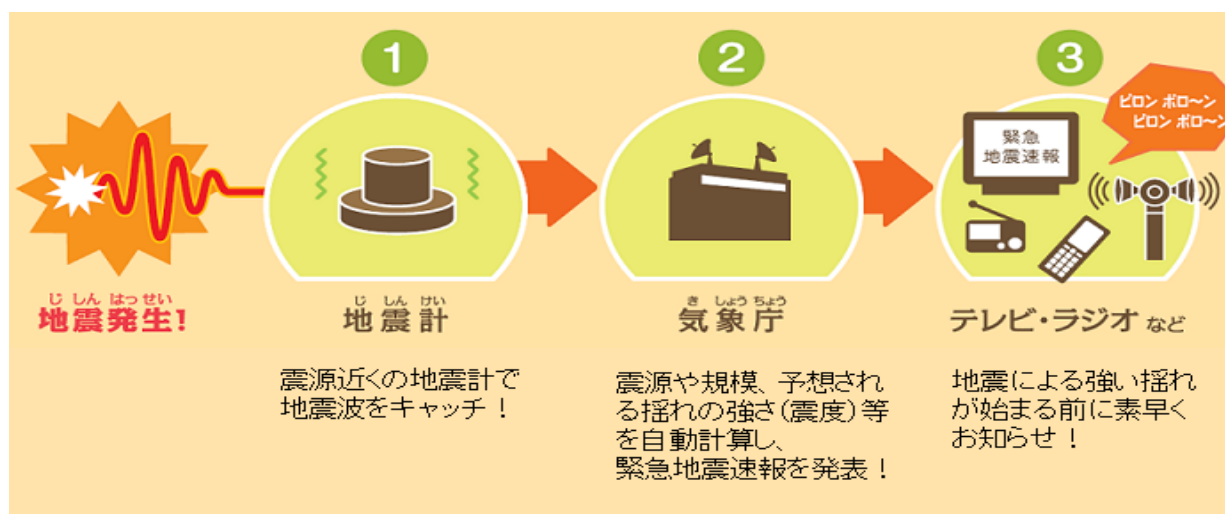 1
2
3
ピロン ポロ～ン
ピロン ポロ～ン
緊急
地震速報
じ しん はっ せい
地震発生！
じ しん けい
地震計
き しょう ちょう
気象庁
テレビ・ラジオ など
震源近くの地震計で
地震波をキャッチ！
震源や規模、予想され
る揺れの強さ（震度）等
を自動計算し、
緊急地震速報を発表！
地震による強い揺れ
が始まる前に素早く
お知らせ！